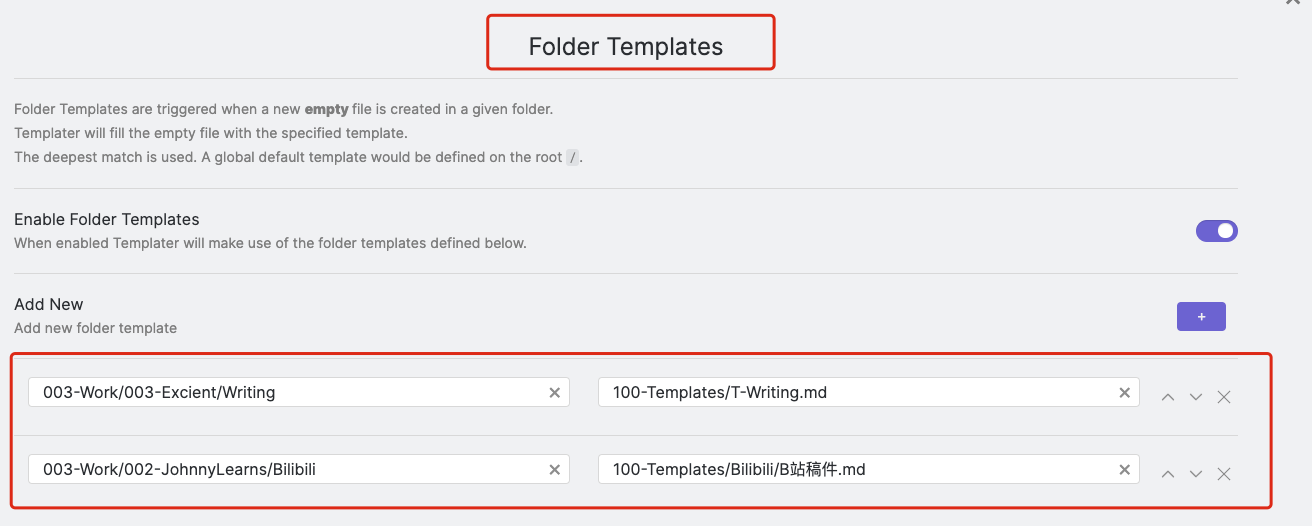 Folder Templates
Folder Templates are triggered when a new empty file is created in a given folder.
Templater will fill the empty file with the specified template.
The deepest match is used. A global default template would be defined on the root /.
Enable Folder Templates
When enabled Templater will make use of the folder templates defined below.
Add New
Add new folder template
+
003-Work/003-Excient/Writing
100-Templates/T-Writing.md
003-Work/002-JohnnyLearns/Bilibili
100-Templates/Bilibili/B站稿件.md